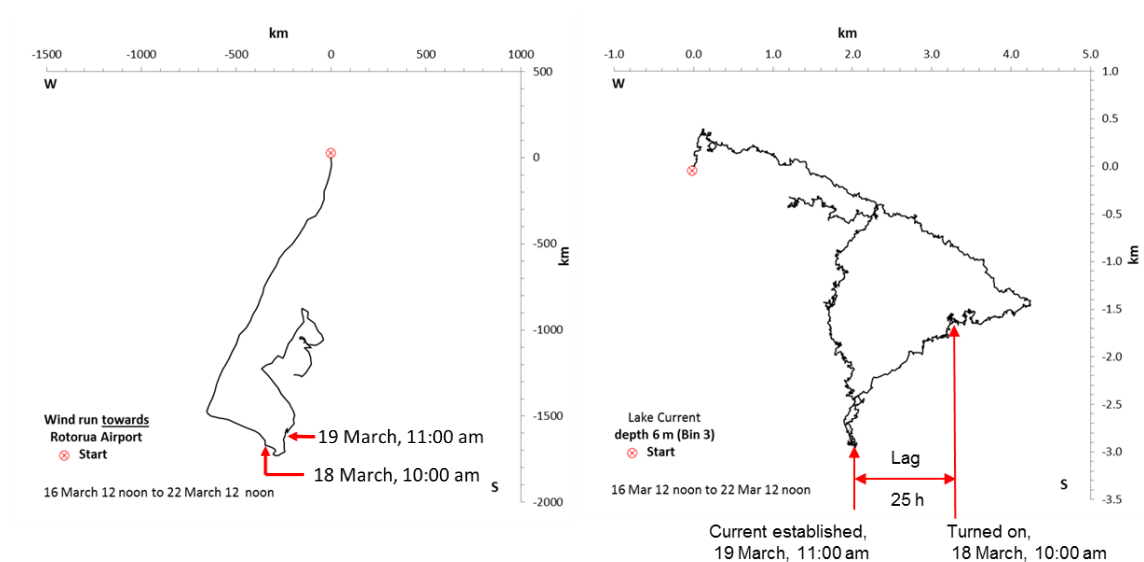 km
-1500 -1000 -500 0 500 1000
500
W
0
-500
km
-1000
-1500
Wind run towards
Rotorua Airport
Start
19 March, 11:00 am
18 March, 10:00 am
16 March 12 noon to 22 March 12 noon
S
-2000
km
-1.0 0.0 1.0 2.0 3.0 4.0 5.0
1.0
W
0.5
0.0
-0.5
km
-1.0
-1.5
-2.0
-2.5
-3.0
-3.5
Lake Current
depth 6 m (Bin 3)
Start
16 Mar 12 noon to 22 Mar 12 noon
S
Lag
25 h
Current established,
19 March, 11:00 am
Turned on,
18 March, 10:00 am